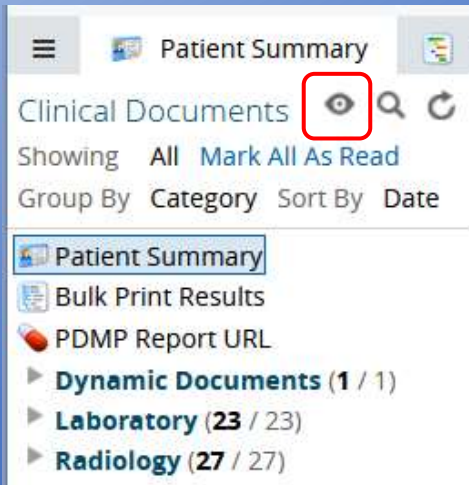 Patient Summary
Clinical Documents
Showing All Mark All As Read
Group By Category Sort By Date
Patient Summary
Bulk Print Results
PDMP Report URL
Dynamic Documents (1 / 1)
Laboratory (23 / 23)
Radiology (27 / 27)